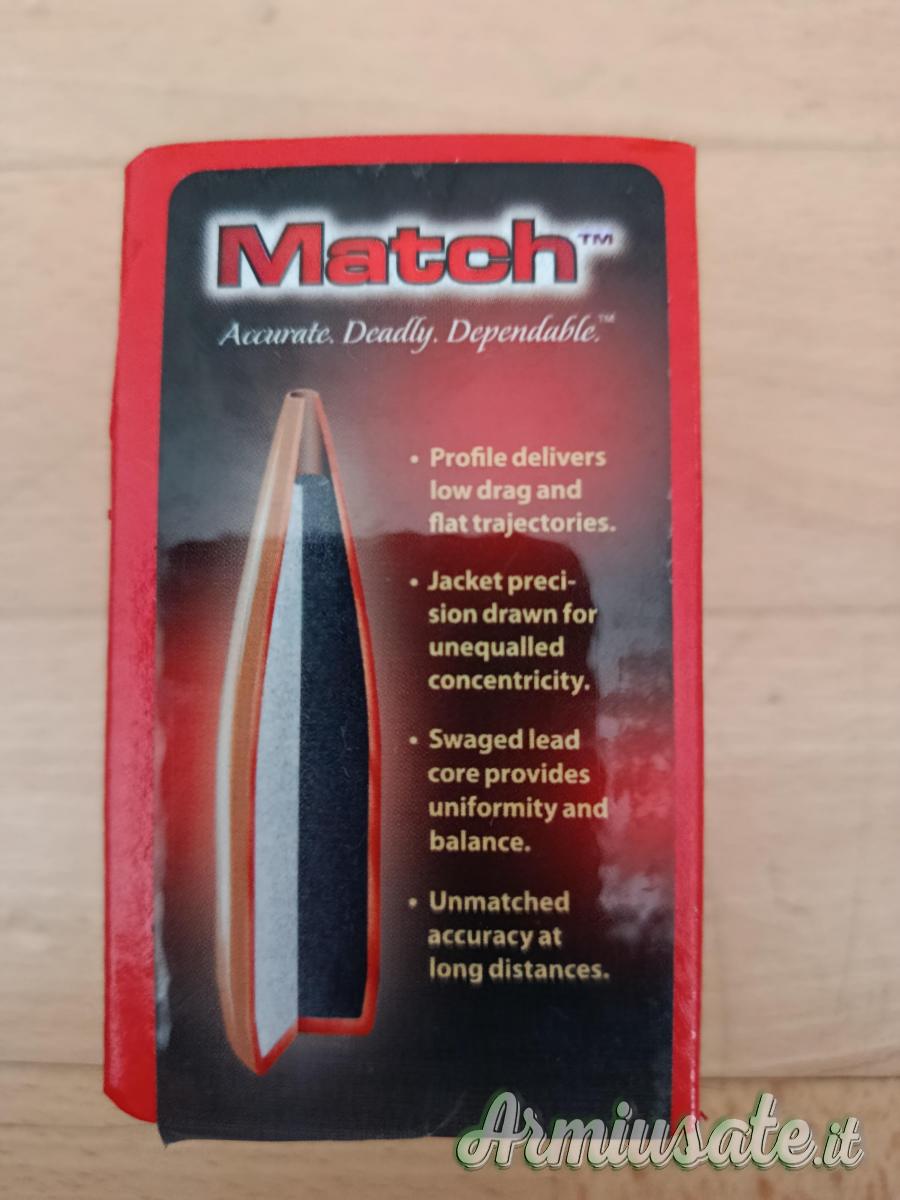 Match™
Accurate. Deadly. Dependable.™
• Profile delivers
low drag and
flat trajectories.
• Jacket preci-
sion drawn for
unequalled
concentricity.
• Swaged lead
core provides
uniformity and
balance.
• Unmatched
accuracy at
long distances.
Armiusate.it